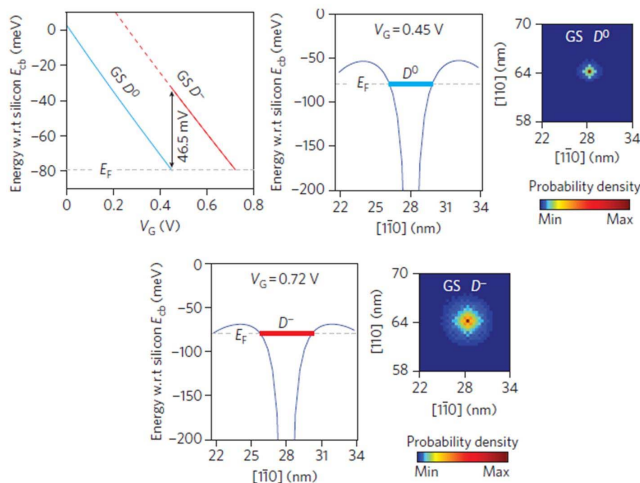 Energy w.r.t silicon E_cb (meV)
0
−20
−40
−60
−80
GS D⁰
GS D⁻
46.5 mV
E_F
0 0.2 0.4 0.6 0.8
V_G (V)
Energy w.r.t silicon E_cb (meV)
0
−50
−100
−150
−200
V_G = 0.45 V
E_F
D⁰
22 25 28 31 34
[11̄0] (nm)
[110] (nm)
70
64
58
GS D⁰
22 28 34
[11̄0] (nm)
Probability density
Min Max
Energy w.r.t silicon E_cb (meV)
0
−50
−100
−150
−200
V_G = 0.72 V
E_F
D⁻
22 25 28 31 34
[11̄0] (nm)
[110] (nm)
70
64
58
GS D⁻
22 28 34
[11̄0] (nm)
Probability density
Min Max